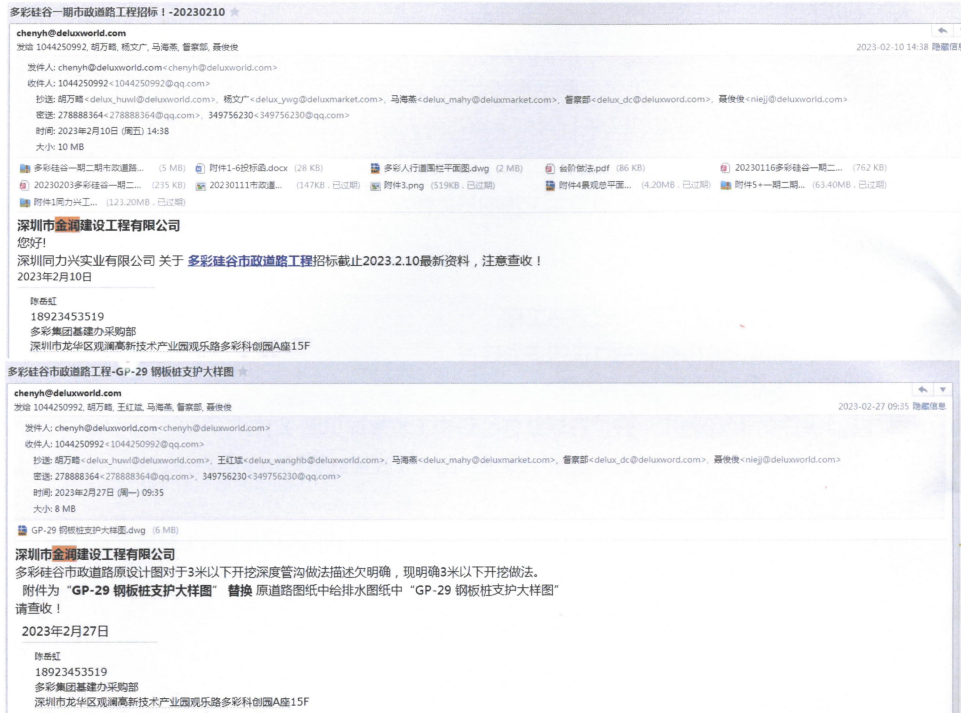 多彩硅谷一期市政道路工程招标！-20230210
chenyh@deluxworld.com
发给 1044250992, 胡万略, 杨文广, 马海燕, 督察部, 聂俊俊
2023-02-10 14:38 隐藏信息
发件人: chenyh@deluxworld.com<chenyh@deluxworld.com>
收件人: 1044250992<1044250992@qq.com>
抄送: 胡万略<delux_huwl@deluxworld.com>、杨文广<delux_ywg@deluxmarket.com>、马海燕<delux_mahy@deluxmarket.com>、督察部<delux_dc@deluxword.com>、聂俊俊<niejj@deluxworld.com>
密送: 278888364<278888364@qq.com>、349756230<349756230@qq.com>
时间: 2023年2月10日 (周五) 14:38
大小: 10 MB
多彩硅谷一期二期市政道路... (5 MB) 附件1-6投标函.docx (28 KB) 多彩人行道围栏平面图.dwg (2 MB) 台阶做法.pdf (86 KB) 20230116多彩硅谷一期二... (762 KB)
20230203多彩硅谷一期二... (235 KB) 20230111市政道... (147KB, 已过期) 附件3.png (519KB, 已过期) 附件4景观总平面... (4.20MB, 已过期) 附件5+一期二期... (63.40MB, 已过期)
附件1同力兴工... (123.20MB, 已过期)
深圳市金润建设工程有限公司
您好!
深圳同力兴实业有限公司 关于 多彩硅谷市政道路工程招标截止2023.2.10最新资料，注意查收！
2023年2月10日
陈岳虹
18923453519
多彩集团基建办采购部
深圳市龙华区观澜高新技术产业园观乐路多彩科创园A座15F
多彩硅谷市政道路工程-GP-29 钢板桩支护大样图
chenyh@deluxworld.com
发给 1044250992, 胡万略, 王红斌, 马海燕, 督察部, 聂俊俊
2023-02-27 09:35 隐藏信息
发件人: chenyh@deluxworld.com<chenyh@deluxworld.com>
收件人: 1044250992<1044250992@qq.com>
抄送: 胡万略<delux_huwl@deluxworld.com>、王红斌<delux_wanghb@deluxworld.com>、马海燕<delux_mahy@deluxmarket.com>、督察部<delux_dc@deluxword.com>、聂俊俊<niejj@deluxworld.com>
密送: 278888364<278888364@qq.com>、349756230<349756230@qq.com>
时间: 2023年2月27日 (周一) 09:35
大小: 8 MB
GP-29 钢板桩支护大样图.dwg (6 MB)
深圳市金润建设工程有限公司
多彩硅谷市政道路原设计图对于3米以下开挖深度管沟做法描述欠明确，现明确3米以下开挖做法。
附件为“GP-29 钢板桩支护大样图” 替换 原道路图纸中给排水图纸中“GP-29 钢板桩支护大样图”
请查收！
2023年2月27日
陈岳虹
18923453519
多彩集团基建办采购部
深圳市龙华区观澜高新技术产业园观乐路多彩科创园A座15F